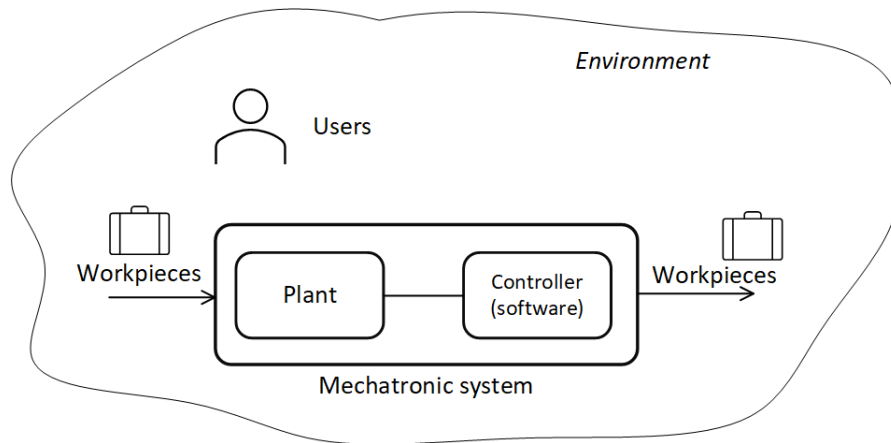 Environment
Users
Workpieces
Plant
Controller
(software)
Workpieces
Mechatronic system